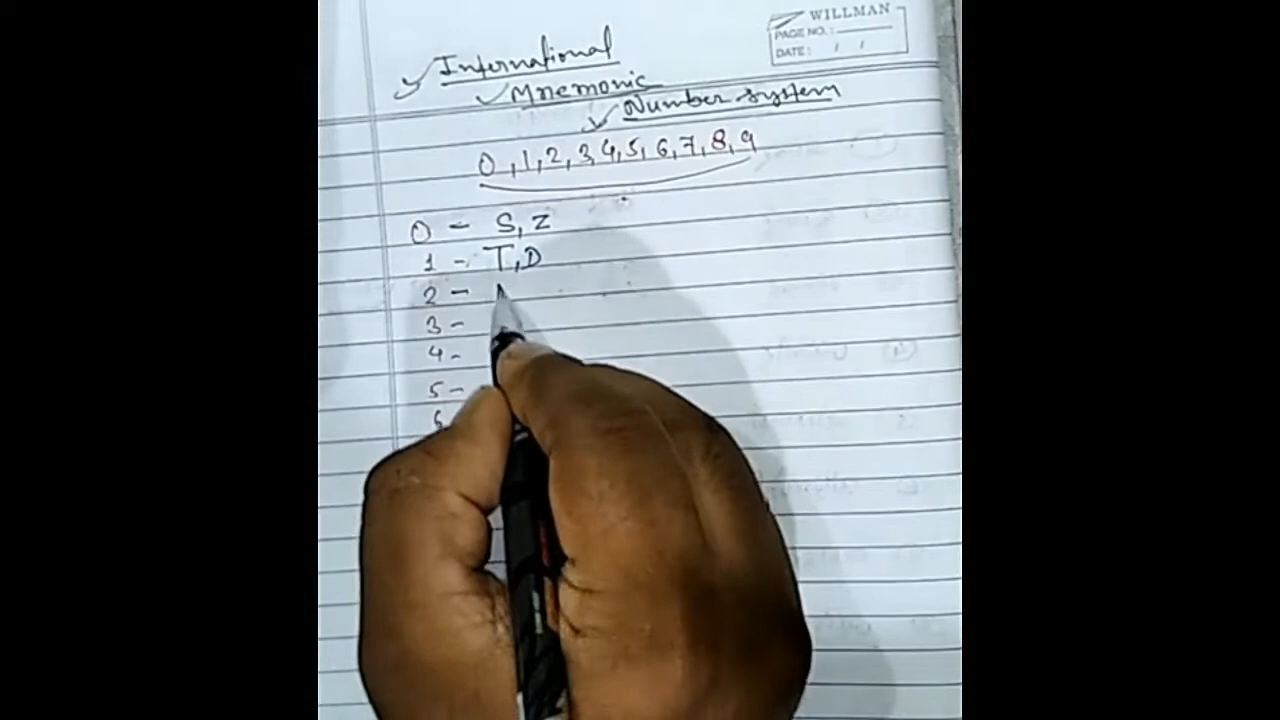 WILLMAN
PAGE NO.:
DATE: / /
International
Mnemonic
Number system
0,1,2,3,4,5,6,7,8,9
0 - S, Z
1 - T, D
2 -
3 -
4 -
5 -
6